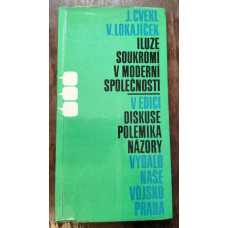 J. CVEKL
V. LOKAJÍČEK
ILUZE
SOUKROMÍ
V MODERNÍ
SPOLEČNOSTI
V EDICI
DISKUSE
POLEMIKA
NÁZORY
VYDALO
NAŠE
VOJSKO
PRAHA